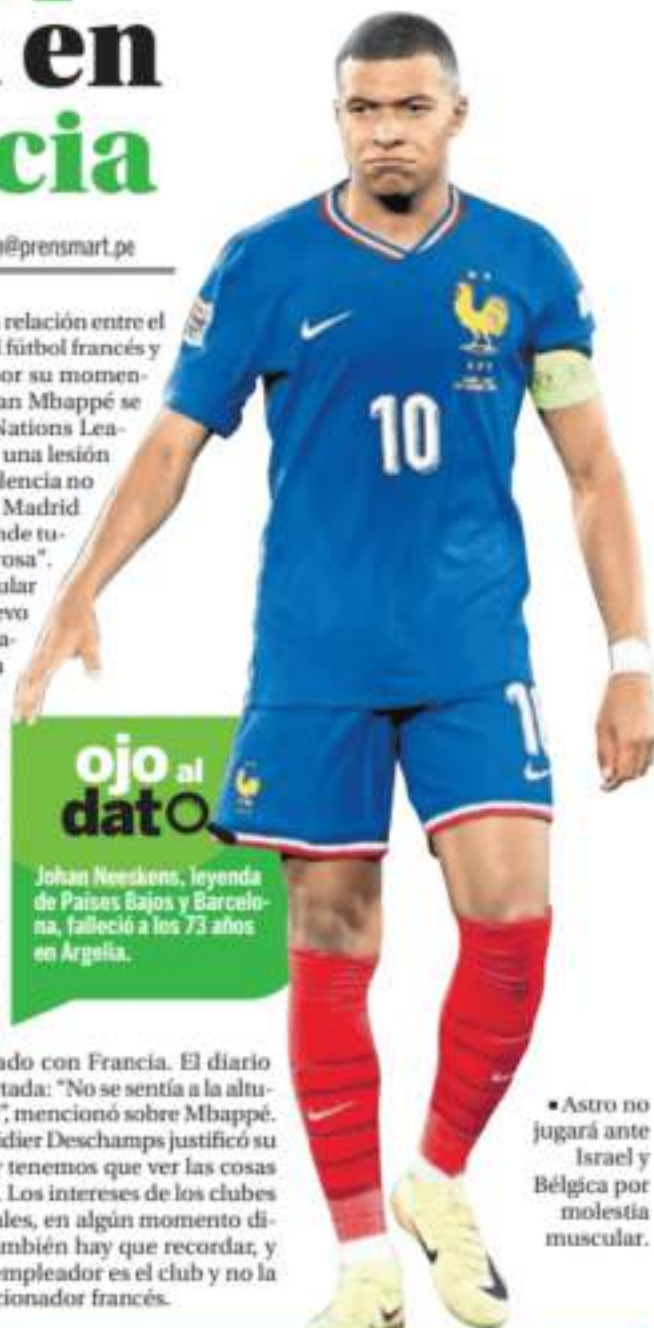 en
cia
@prensmart.pe
relación entre el
fútbol francés y
or su momen-
an Mbappé se
Nations Lea-
una lesión
lencia no
Madrid
nde tu-
rosa".
ular
evo
a-
10
10
ojo al
dato
Johan Neeskens, leyenda
de Países Bajos y Barcelo-
na, falleció a los 73 años
en Argelia.
ado con Francia. El diario
rtada: "No se sentía a la altu-
", mencionó sobre Mbappé.
idier Deschamps justificó su
r tenemos que ver las cosas
. Los intereses de los clubes
ales, en algún momento di-
ambién hay que recordar, y
empleador es el club y no la
cionador francés.
▪ Astro no
jugará ante
Israel y
Bélgica por
molestia
muscular.